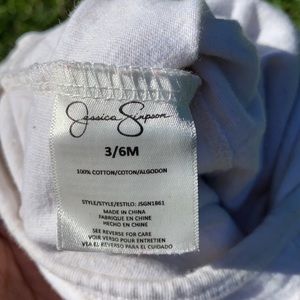 Jessica Simpson
3/6M
100% COTTON/COTON/ALGODON
STYLE/STYLE/ESTILO: JSGN1861
MADE IN CHINA
FABRIQUE EN CHINE
HECHO EN CHINA
SEE REVERSE FOR CARE
VOIR VERSO POUR ENTRETIEN
VEA EL REVERSO PARA EL CUIDADO